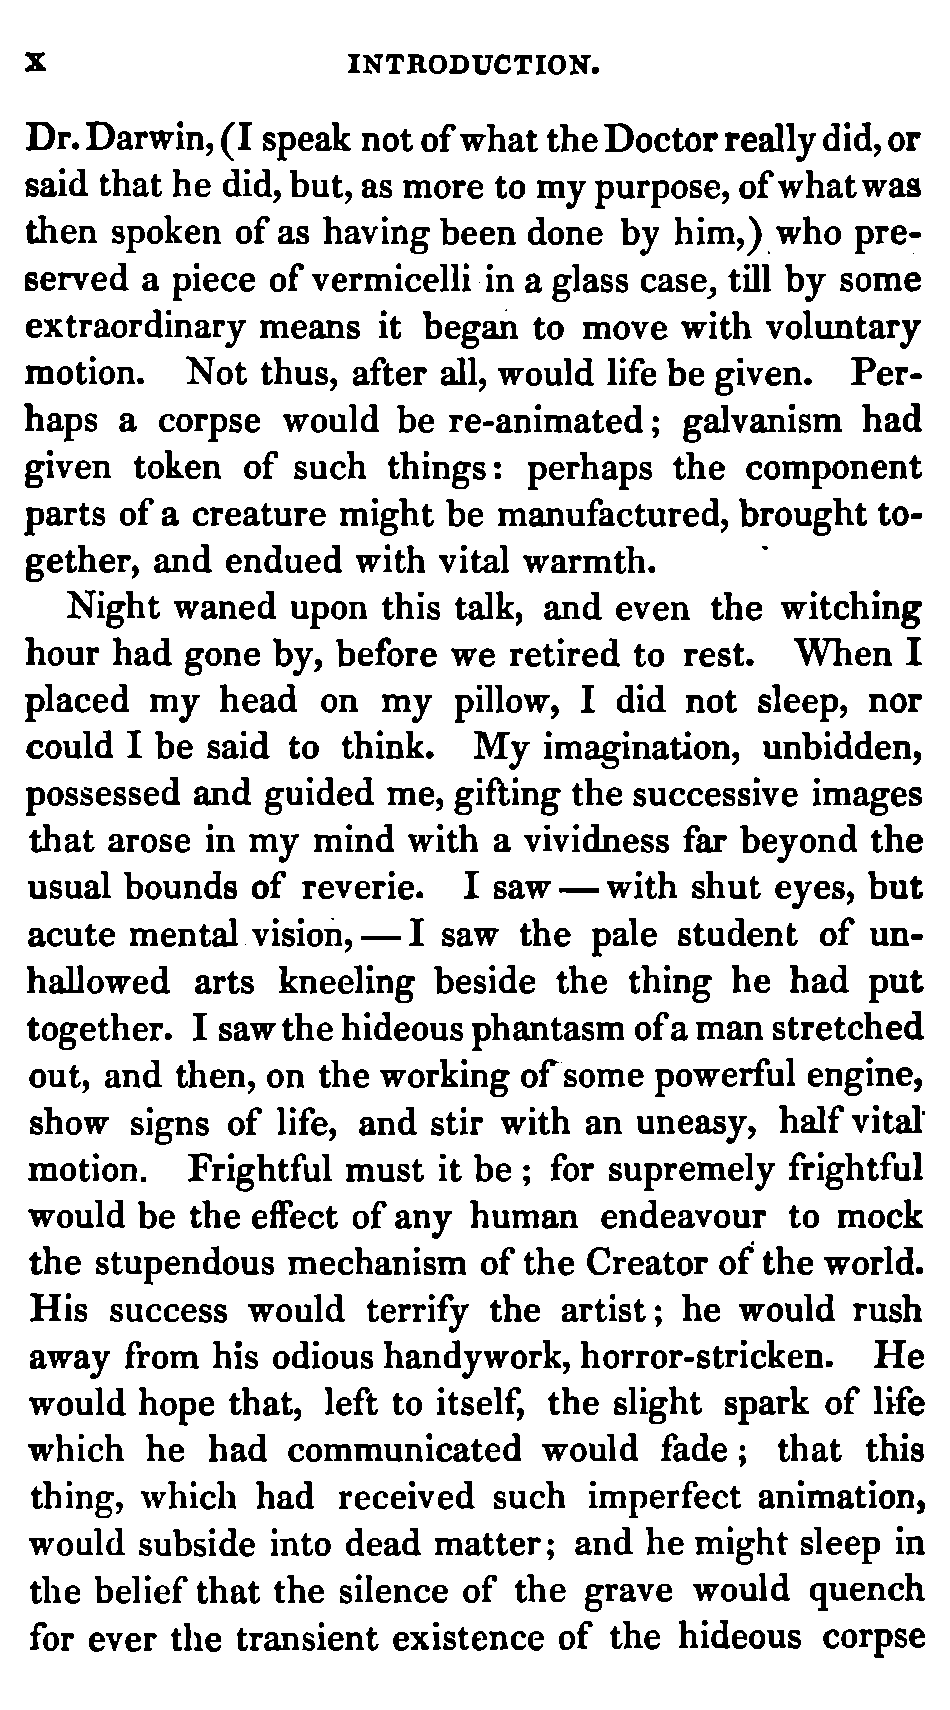 x INTRODUCTION.
Dr. Darwin, (I speak not of what the Doctor really did, or
said that he did, but, as more to my purpose, of what was
then spoken of as having been done by him,) who pre-
served a piece of vermicelli in a glass case, till by some
extraordinary means it began to move with voluntary
motion. Not thus, after all, would life be given. Per-
haps a corpse would be re-animated; galvanism had
given token of such things: perhaps the component
parts of a creature might be manufactured, brought to-
gether, and endued with vital warmth.
Night waned upon this talk, and even the witching
hour had gone by, before we retired to rest. When I
placed my head on my pillow, I did not sleep, nor
could I be said to think. My imagination, unbidden,
possessed and guided me, gifting the successive images
that arose in my mind with a vividness far beyond the
usual bounds of reverie. I saw — with shut eyes, but
acute mental vision, — I saw the pale student of un-
hallowed arts kneeling beside the thing he had put
together. I saw the hideous phantasm of a man stretched
out, and then, on the working of some powerful engine,
show signs of life, and stir with an uneasy, half vital
motion. Frightful must it be; for supremely frightful
would be the effect of any human endeavour to mock
the stupendous mechanism of the Creator of the world.
His success would terrify the artist; he would rush
away from his odious handywork, horror-stricken. He
would hope that, left to itself, the slight spark of life
which he had communicated would fade; that this
thing, which had received such imperfect animation,
would subside into dead matter; and he might sleep in
the belief that the silence of the grave would quench
for ever the transient existence of the hideous corpse